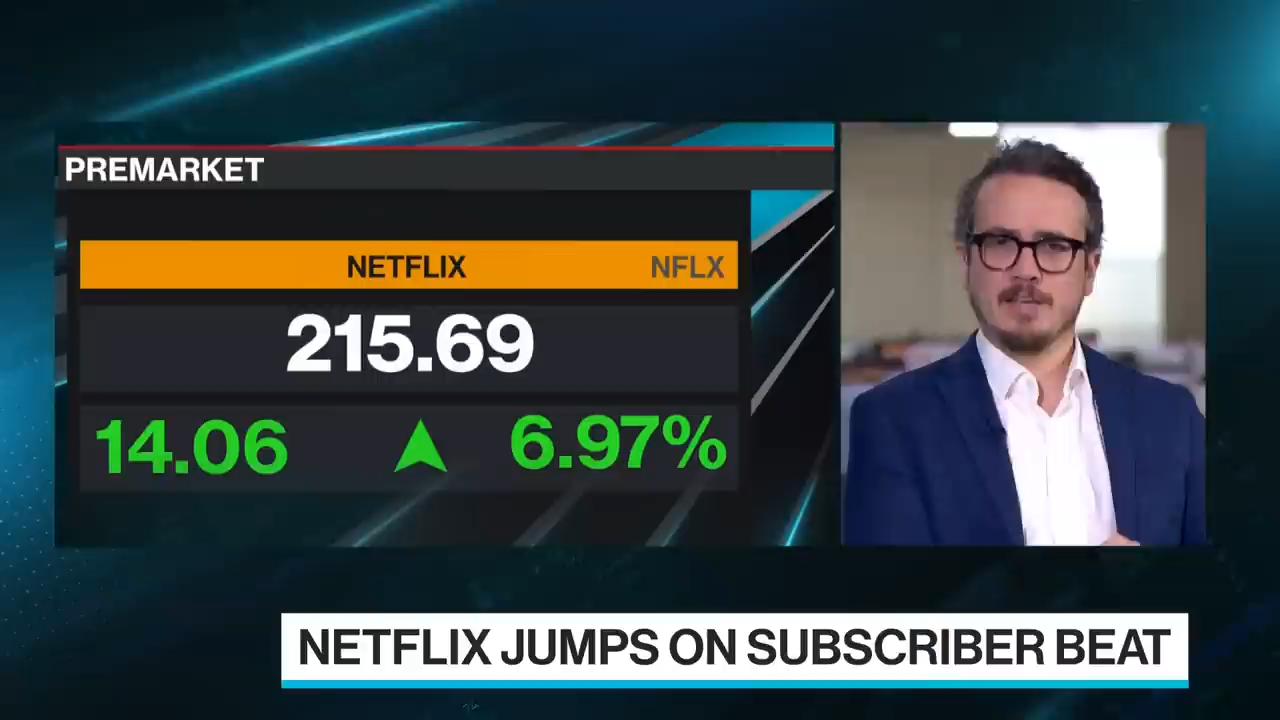 PREMARKET
NETFLIX NFLX
215.69
14.06 ▲ 6.97%
NETFLIX JUMPS ON SUBSCRIBER BEAT